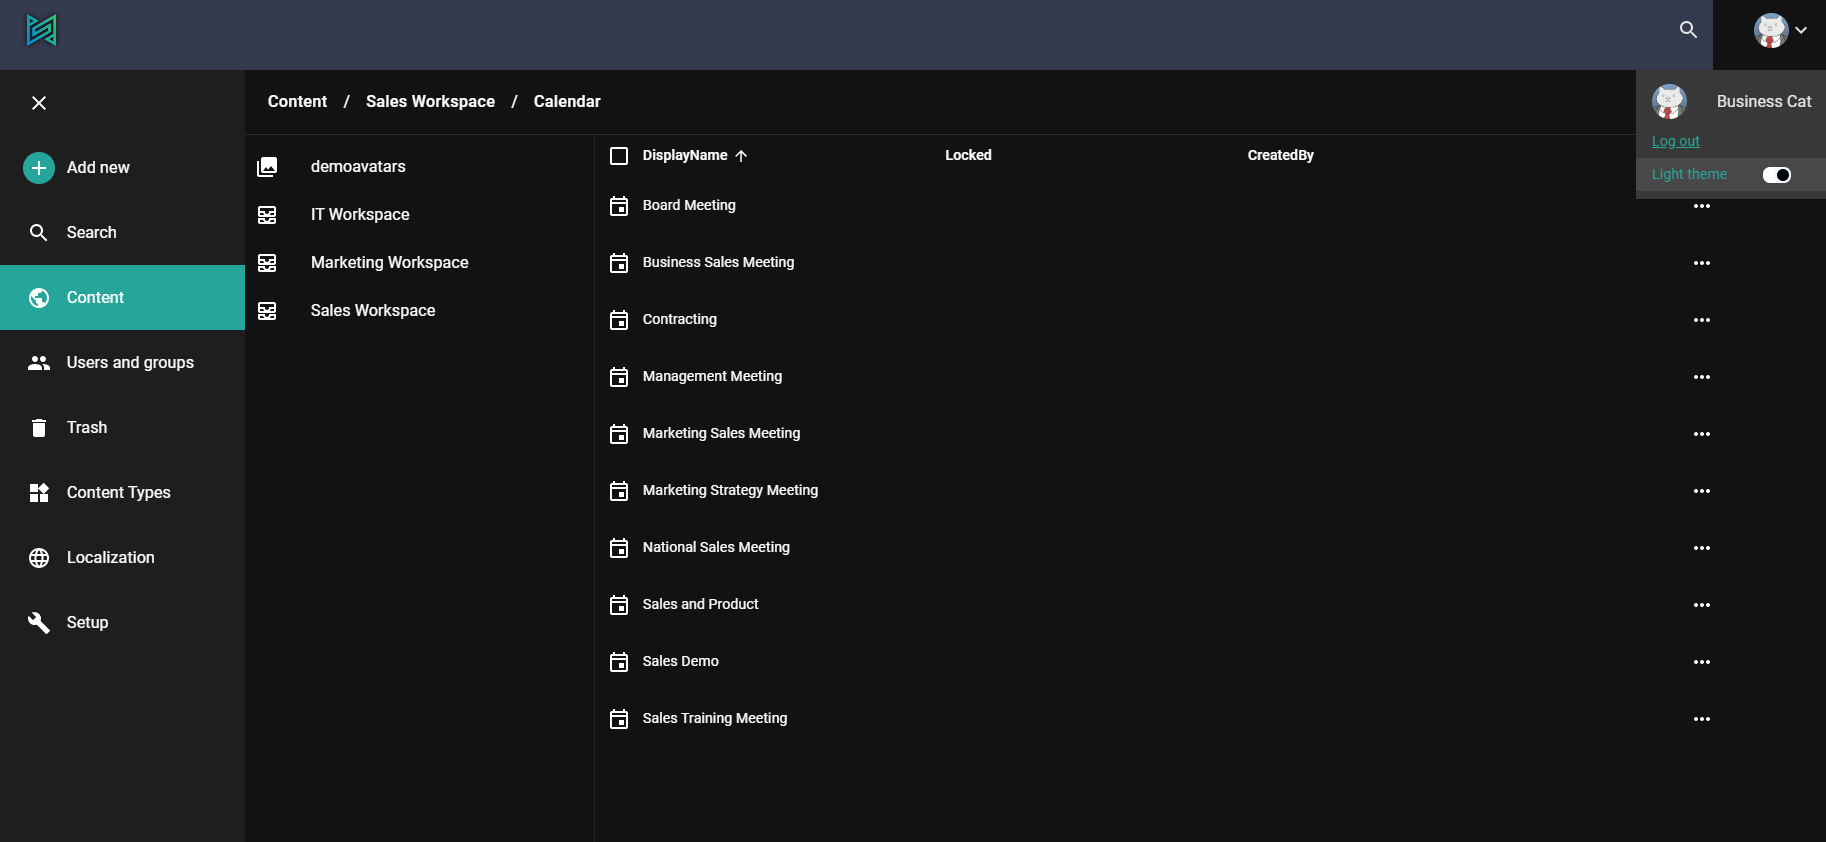 Business Cat
Log out
Light theme
Content / Sales Workspace / Calendar
Add new
Search
Content
Users and groups
Trash
Content Types
Localization
Setup
demoavatars
IT Workspace
Marketing Workspace
Sales Workspace
DisplayName Locked CreatedBy
Board Meeting
Business Sales Meeting
Contracting
Management Meeting
Marketing Sales Meeting
Marketing Strategy Meeting
National Sales Meeting
Sales and Product
Sales Demo
Sales Training Meeting